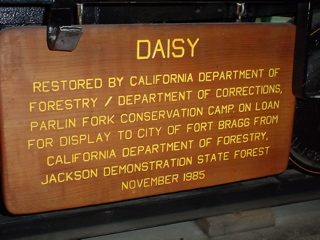 DAISY
RESTORED BY CALIFORNIA DEPARTMENT OF
FORESTRY / DEPARTMENT OF CORRECTIONS,
PARLIN FORK CONSERVATION CAMP. ON LOAN
FOR DISPLAY TO CITY OF FORT BRAGG FROM
CALIFORNIA DEPARTMENT OF FORESTRY,
JACKSON DEMONSTRATION STATE FOREST
NOVEMBER 1985